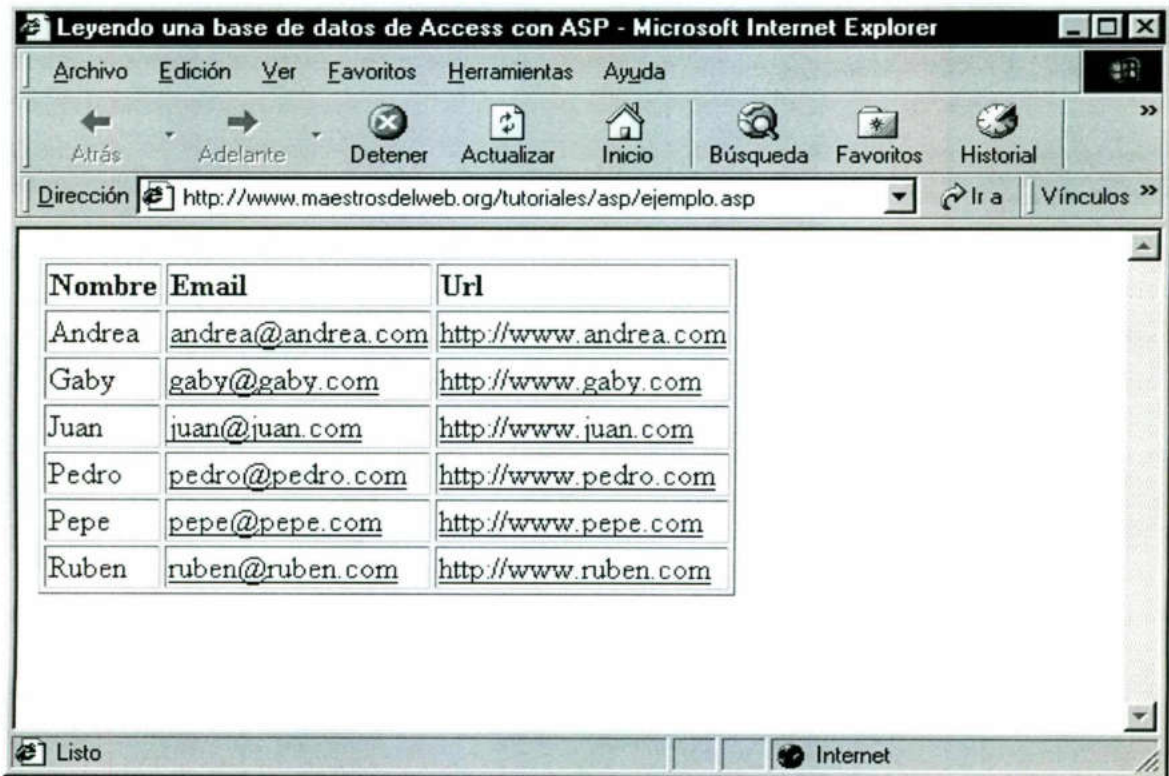 Leyendo una base de datos de Access con ASP - Microsoft Internet Explorer
Archivo Edición Ver Favoritos Herramientas Ayuda
Atrás Adelante Detener Actualizar Inicio Búsqueda Favoritos Historial »
Dirección http://www.maestrosdelweb.org/tutoriales/asp/ejemplo.asp Ir a Vínculos »
Nombre Email Url
Andrea andrea@andrea.com http://www.andrea.com
Gaby gaby@gaby.com http://www.gaby.com
Juan juan@juan.com http://www.juan.com
Pedro pedro@pedro.com http://www.pedro.com
Pepe pepe@pepe.com http://www.pepe.com
Ruben ruben@ruben.com http://www.ruben.com
Listo Internet